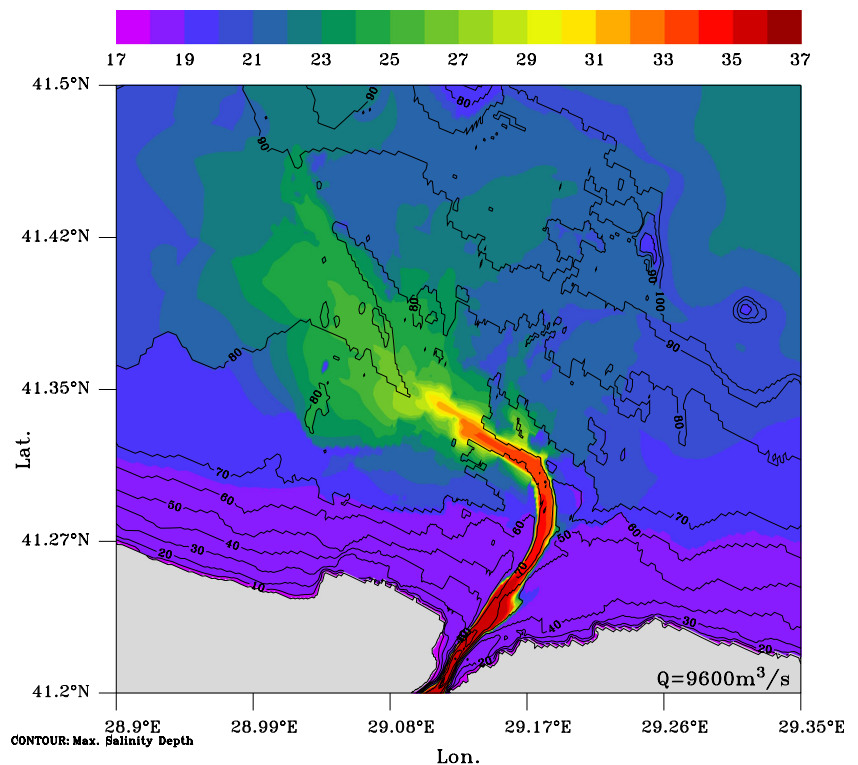 17 19 21 23 25 27 29 31 33 35 37
41.5°N
90 90 80
90
41.42°N
90 100
80
90
80
41.35°N
80 80
Lat.
70
60
50 70
60 60 50
41.27°N
20 30 40
70
10
40 40 30
20 20
Q=9600m³/s
41.2°N
28.9°E 28.99°E 29.08°E 29.17°E 29.26°E 29.35°E
CONTOUR: Max. Salinity Depth
Lon.